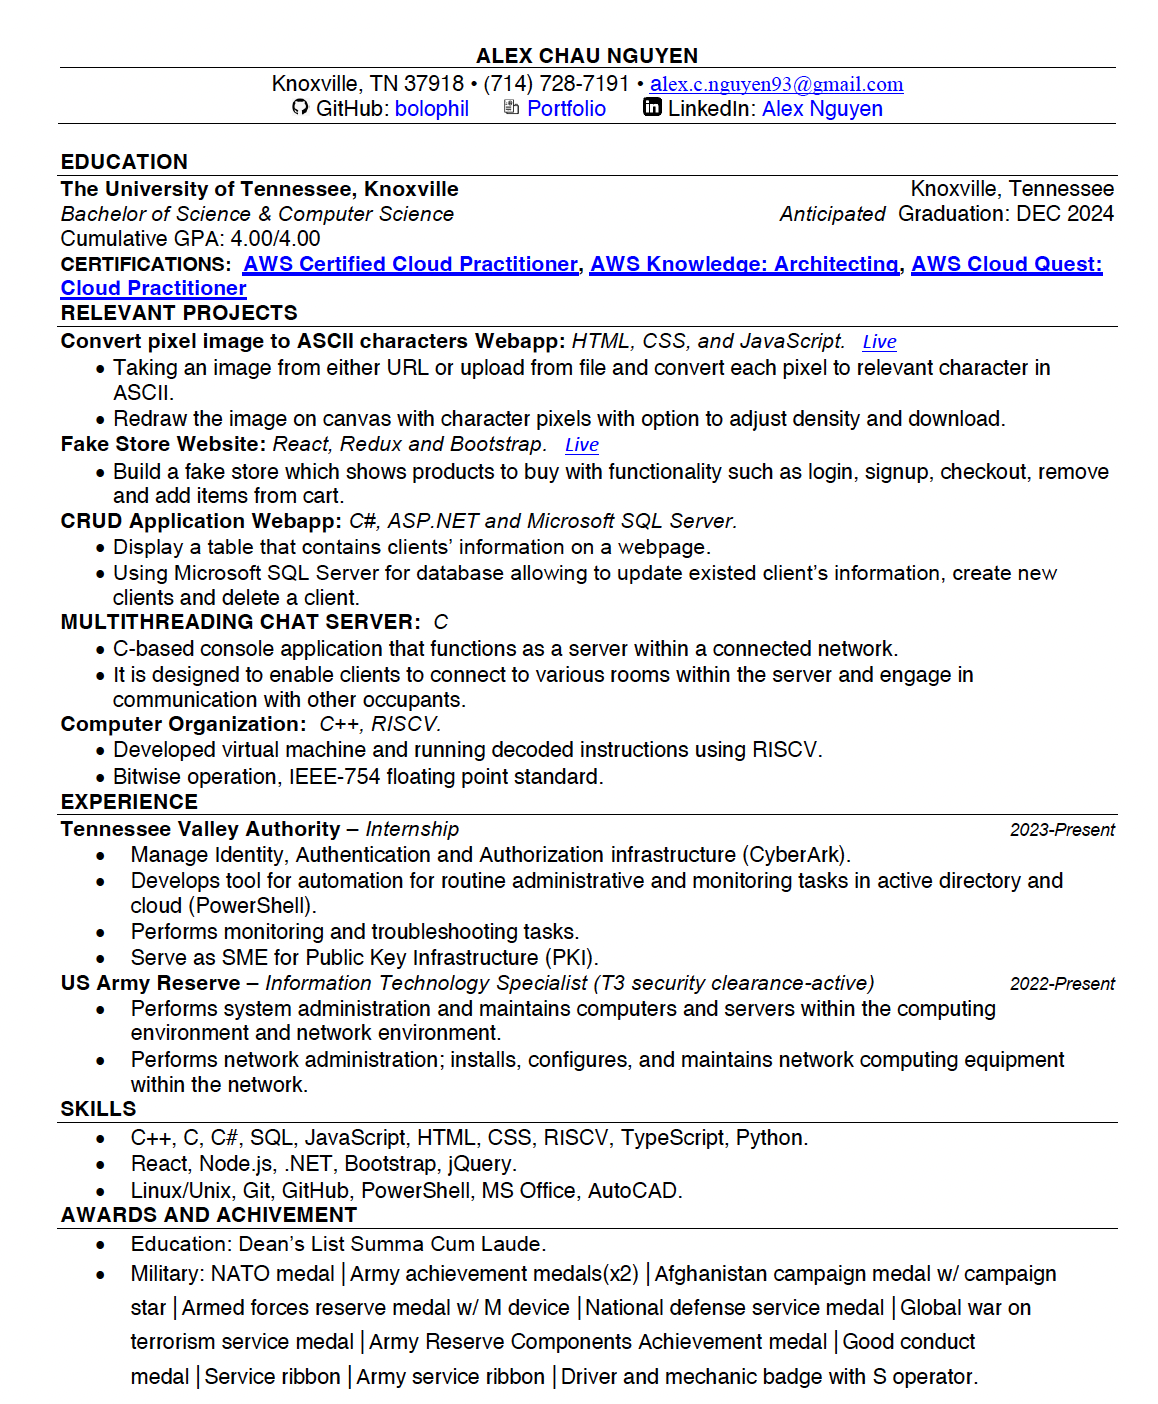 ALEX CHAU NGUYEN
Knoxville, TN 37918 • (714) 728-7191 • alex.c.nguyen93@gmail.com
GitHub: bolophil Portfolio LinkedIn: Alex Nguyen
EDUCATION
The University of Tennessee, Knoxville Knoxville, Tennessee
Bachelor of Science & Computer Science Anticipated Graduation: DEC 2024
Cumulative GPA: 4.00/4.00
CERTIFICATIONS: AWS Certified Cloud Practitioner, AWS Knowledge: Architecting, AWS Cloud Quest:
Cloud Practitioner
RELEVANT PROJECTS
Convert pixel image to ASCII characters Webapp: HTML, CSS, and JavaScript. Live
• Taking an image from either URL or upload from file and convert each pixel to relevant character in
ASCII.
• Redraw the image on canvas with character pixels with option to adjust density and download.
Fake Store Website: React, Redux and Bootstrap. Live
• Build a fake store which shows products to buy with functionality such as login, signup, checkout, remove
and add items from cart.
CRUD Application Webapp: C#, ASP.NET and Microsoft SQL Server.
• Display a table that contains clients’ information on a webpage.
• Using Microsoft SQL Server for database allowing to update existed client’s information, create new
clients and delete a client.
MULTITHREADING CHAT SERVER: C
• C-based console application that functions as a server within a connected network.
• It is designed to enable clients to connect to various rooms within the server and engage in
communication with other occupants.
Computer Organization: C++, RISCV.
• Developed virtual machine and running decoded instructions using RISCV.
• Bitwise operation, IEEE-754 floating point standard.
EXPERIENCE
Tennessee Valley Authority – Internship 2023-Present
• Manage Identity, Authentication and Authorization infrastructure (CyberArk).
• Develops tool for automation for routine administrative and monitoring tasks in active directory and
cloud (PowerShell).
• Performs monitoring and troubleshooting tasks.
• Serve as SME for Public Key Infrastructure (PKI).
US Army Reserve – Information Technology Specialist (T3 security clearance-active) 2022-Present
• Performs system administration and maintains computers and servers within the computing
environment and network environment.
• Performs network administration; installs, configures, and maintains network computing equipment
within the network.
SKILLS
• C++, C, C#, SQL, JavaScript, HTML, CSS, RISCV, TypeScript, Python.
• React, Node.js, .NET, Bootstrap, jQuery.
• Linux/Unix, Git, GitHub, PowerShell, MS Office, AutoCAD.
AWARDS AND ACHIVEMENT
• Education: Dean’s List Summa Cum Laude.
• Military: NATO medal │Army achievement medals(x2) │Afghanistan campaign medal w/ campaign
star │Armed forces reserve medal w/ M device │National defense service medal │Global war on
terrorism service medal │Army Reserve Components Achievement medal │Good conduct
medal │Service ribbon │Army service ribbon │Driver and mechanic badge with S operator.